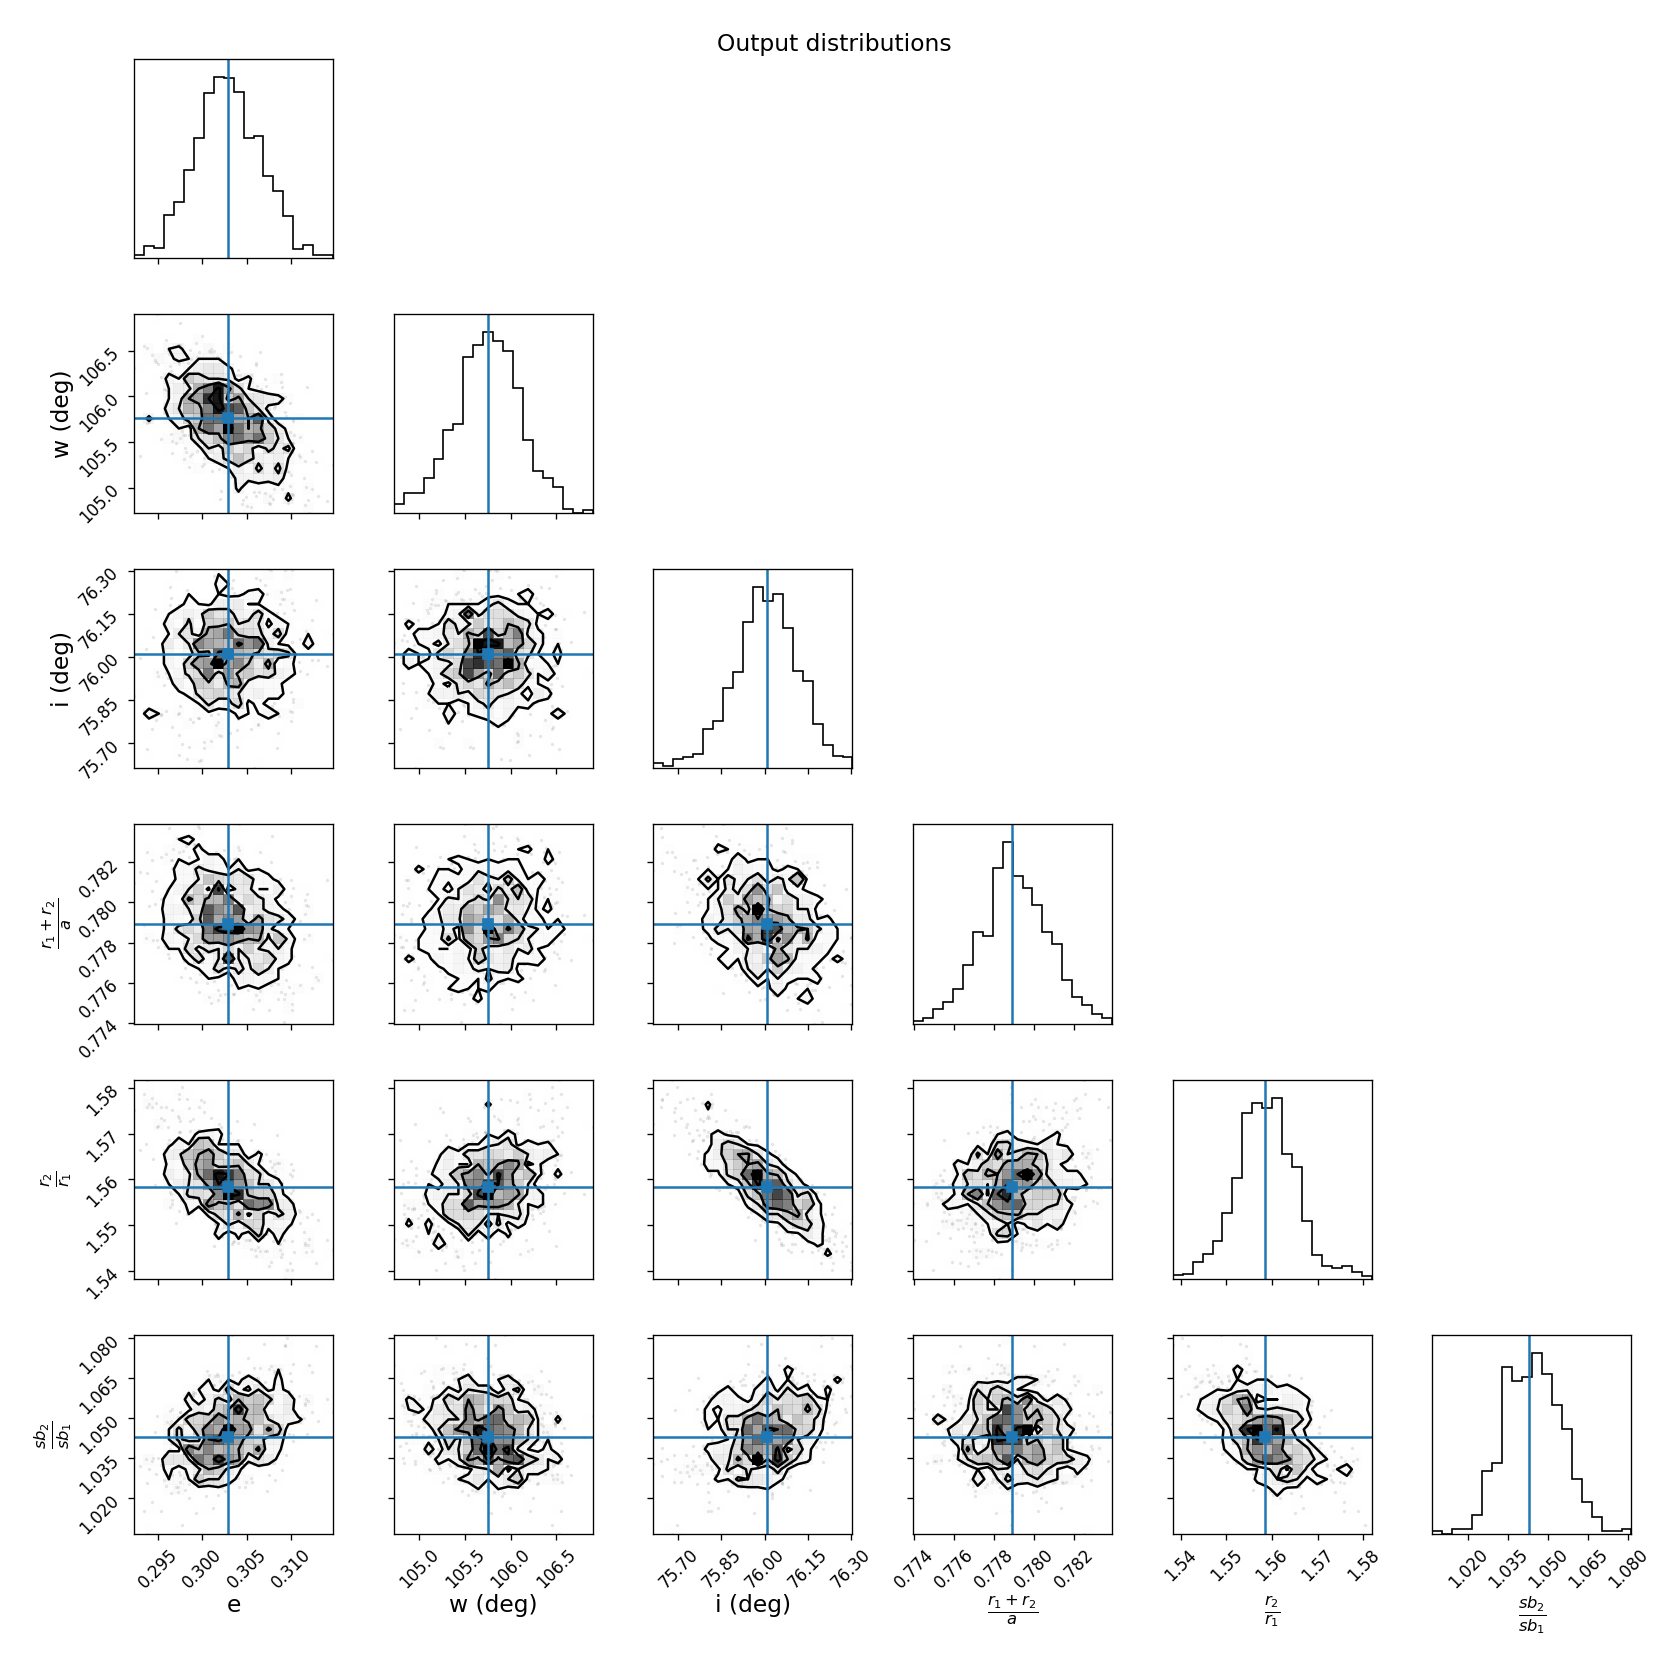 Output distributions
w (deg)
106.5
106.0
105.5
105.0
i (deg)
76.30
76.15
76.00
75.85
75.70
r1 + r2
a
0.782
0.780
0.778
0.776
0.774
r2
r1
1.58
1.57
1.56
1.55
1.54
sb2
sb1
1.080
1.065
1.050
1.035
1.020
0.295 0.300 0.305 0.310
105.0 105.5 106.0 106.5
75.70 75.85 76.00 76.15 76.30
0.774 0.776 0.778 0.780 0.782
1.54 1.55 1.56 1.57 1.58
1.020 1.035 1.050 1.065 1.080
e
w (deg)
i (deg)
r1 + r2
a
r2
r1
sb2
sb1